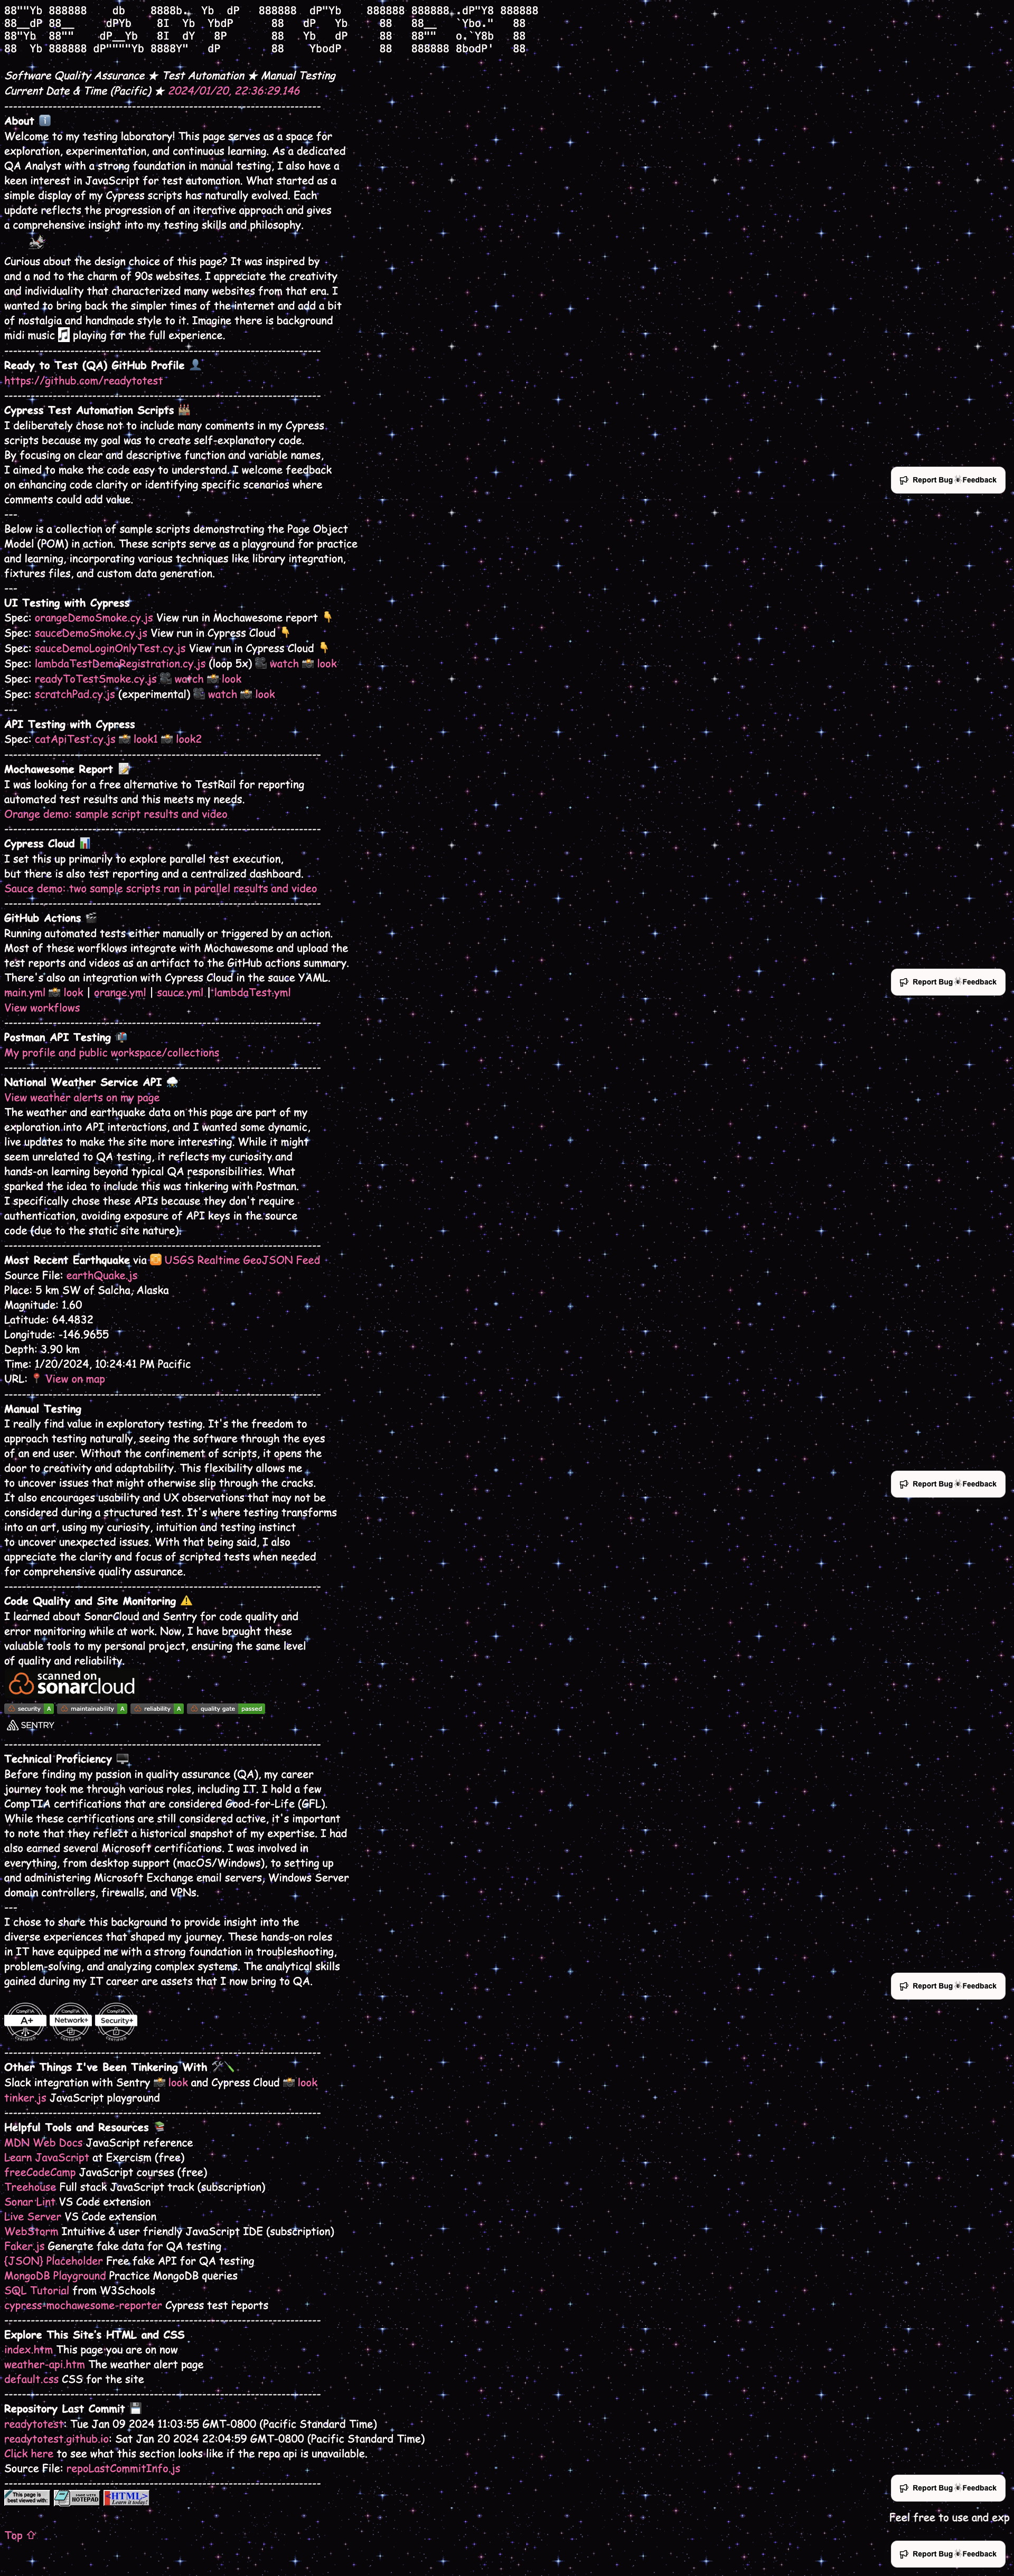 88""Yb 888888    db    8888b.  Yb  dP   888888  dP"Yb    888888 888888 .dP"Y8 888888
88__dP 88__     dPYb    8I  Yb  YbdP      88   dP   Yb     88   88__   `Ybo."   88
88"Yb  88""    dP__Yb   8I  dY   8P       88   Yb   dP     88   88""   o.`Y8b   88
88  Yb 888888 dP""""Yb 8888Y"   dP        88    YbodP      88   888888 8bodP'   88
Software Quality Assurance ★ Test Automation ★ Manual Testing
Current Date & Time (Pacific) ★ 2024/01/20, 22:36:29.146
------------------------------------------------------------------------
About ℹ️
Welcome to my testing laboratory! This page serves as a space for
exploration, experimentation, and continuous learning. As a dedicated
QA Analyst with a strong foundation in manual testing, I also have a
keen interest in JavaScript for test automation. What started as a
simple display of my Cypress scripts has naturally evolved. Each
update reflects the progression of an iterative approach and gives
a comprehensive insight into my testing skills and philosophy.
Curious about the design choice of this page? It was inspired by
and a nod to the charm of 90s websites. I appreciate the creativity
and individuality that characterized many websites from that era. I
wanted to bring back the simpler times of the internet and add a bit
of nostalgia and handmade style to it. Imagine there is background
midi music 🎵 playing for the full experience.
------------------------------------------------------------------------
Ready to Test (QA) GitHub Profile 👤
https://github.com/readytotest
------------------------------------------------------------------------
Cypress Test Automation Scripts
I deliberately chose not to include many comments in my Cypress
scripts because my goal was to create self-explanatory code.
By focusing on clear and descriptive function and variable names,
I aimed to make the code easy to understand. I welcome feedback
on enhancing code clarity or identifying specific scenarios where
comments could add value.
---
Below is a collection of sample scripts demonstrating the Page Object
Model (POM) in action. These scripts serve as a playground for practice
and learning, incorporating various techniques like library integration,
fixtures files, and custom data generation.
---
UI Testing with Cypress
Spec: orangeDemoSmoke.cy.js View run in Mochawesome report 👇
Spec: sauceDemoSmoke.cy.js View run in Cypress Cloud 👇
Spec: sauceDemoLoginOnlyTest.cy.js View run in Cypress Cloud 👇
Spec: lambdaTestDemoRegistration.cy.js (loop 5x) 🎥 watch 📸 look
Spec: readyToTestSmoke.cy.js 🎥 watch 📸 look
Spec: scratchPad.cy.js (experimental) 🎥 watch 📸 look
---
API Testing with Cypress
Spec: catApiTest.cy.js 📸 look1 📸 look2
------------------------------------------------------------------------
Mochawesome Report 📝
I was looking for a free alternative to TestRail for reporting
automated test results and this meets my needs.
Orange demo: sample script results and video
------------------------------------------------------------------------
Cypress Cloud 📊
I set this up primarily to explore parallel test execution,
but there is also test reporting and a centralized dashboard.
Sauce demo: two sample scripts ran in parallel results and video
------------------------------------------------------------------------
GitHub Actions 🎬
Running automated tests either manually or triggered by an action.
Most of these worfklows integrate with Mochawesome and upload the
test reports and videos as an artifact to the GitHub actions summary.
There's also an integration with Cypress Cloud in the sauce YAML.
main.yml 📸 look | orange.yml | sauce.yml | lambdaTest.yml
View workflows
------------------------------------------------------------------------
Postman API Testing 📬
My profile and public workspace/collections
------------------------------------------------------------------------
National Weather Service API 🌧️
View weather alerts on my page
The weather and earthquake data on this page are part of my
exploration into API interactions, and I wanted some dynamic,
live updates to make the site more interesting. While it might
seem unrelated to QA testing, it reflects my curiosity and
hands-on learning beyond typical QA responsibilities. What
sparked the idea to include this was tinkering with Postman.
I specifically chose these APIs because they don't require
authentication, avoiding exposure of API keys in the source
code (due to the static site nature).
------------------------------------------------------------------------
Most Recent Earthquake via 🔁 USGS Realtime GeoJSON Feed
Source File: earthQuake.js
Place: 5 km SW of Salcha, Alaska
Magnitude: 1.60
Latitude: 64.4832
Longitude: -146.9655
Depth: 3.90 km
Time: 1/20/2024, 10:24:41 PM Pacific
URL: 📍 View on map
------------------------------------------------------------------------
Manual Testing
I really find value in exploratory testing. It's the freedom to
approach testing naturally, seeing the software through the eyes
of an end user. Without the confinement of scripts, it opens the
door to creativity and adaptability. This flexibility allows me
to uncover issues that might otherwise slip through the cracks.
It also encourages usability and UX observations that may not be
considered during a structured test. It's where testing transforms
into an art, using my curiosity, intuition and testing instinct
to uncover unexpected issues. With that being said, I also
appreciate the clarity and focus of scripted tests when needed
for comprehensive quality assurance.
------------------------------------------------------------------------
Code Quality and Site Monitoring ⚠️
I learned about SonarCloud and Sentry for code quality and
error monitoring while at work. Now, I have brought these
valuable tools to my personal project, ensuring the same level
of quality and reliability.
scanned on
sonarcloud
security A maintainability A reliability A quality gate passed
SENTRY
------------------------------------------------------------------------
Technical Proficiency 🖥️
Before finding my passion in quality assurance (QA), my career
journey took me through various roles, including IT. I hold a few
CompTIA certifications that are considered Good-for-Life (GFL).
While these certifications are still considered active, it's important
to note that they reflect a historical snapshot of my expertise. I had
also earned several Microsoft certifications. I was involved in
everything, from desktop support (macOS/Windows), to setting up
and administering Microsoft Exchange email servers, Windows Server
domain controllers, firewalls, and VPNs.
---
I chose to share this background to provide insight into the
diverse experiences that shaped my journey. These hands-on roles
in IT have equipped me with a strong foundation in troubleshooting,
problem-solving, and analyzing complex systems. The analytical skills
gained during my IT career are assets that I now bring to QA.
CompTIA A+ CERTIFIED CompTIA Network+ CERTIFIED CompTIA Security+ CERTIFIED
------------------------------------------------------------------------
Other Things I've Been Tinkering With
Slack integration with Sentry 📸 look and Cypress Cloud 📸 look
tinker.js JavaScript playground
------------------------------------------------------------------------
Helpful Tools and Resources 📚
MDN Web Docs JavaScript reference
Learn JavaScript at Exercism (free)
freeCodeCamp JavaScript courses (free)
Treehouse Full stack JavaScript track (subscription)
Sonar Lint VS Code extension
Live Server VS Code extension
WebStorm Intuitive & user friendly JavaScript IDE (subscription)
Faker.js Generate fake data for QA testing
{JSON} Placeholder Free fake API for QA testing
MongoDB Playground Practice MongoDB queries
SQL Tutorial from W3Schools
cypress-mochawesome-reporter Cypress test reports
------------------------------------------------------------------------
Explore This Site's HTML and CSS
index.htm This page you are on now
weather-api.htm The weather alert page
default.css CSS for the site
------------------------------------------------------------------------
Repository Last Commit 💾
readytotest: Tue Jan 09 2024 11:03:55 GMT-0800 (Pacific Standard Time)
readytotest.github.io: Sat Jan 20 2024 22:04:59 GMT-0800 (Pacific Standard Time)
Click here to see what this section looks like if the repo api is unavailable.
Source File: repoLastCommitInfo.js
------------------------------------------------------------------------
This page is best viewed with:
NOTEPAD
<HTML> Learn it today!
Top ⇧
Report Bug Feedback
Report Bug Feedback
Report Bug Feedback
Report Bug Feedback
Report Bug Feedback
Feel free to use and exp
Report Bug Feedback